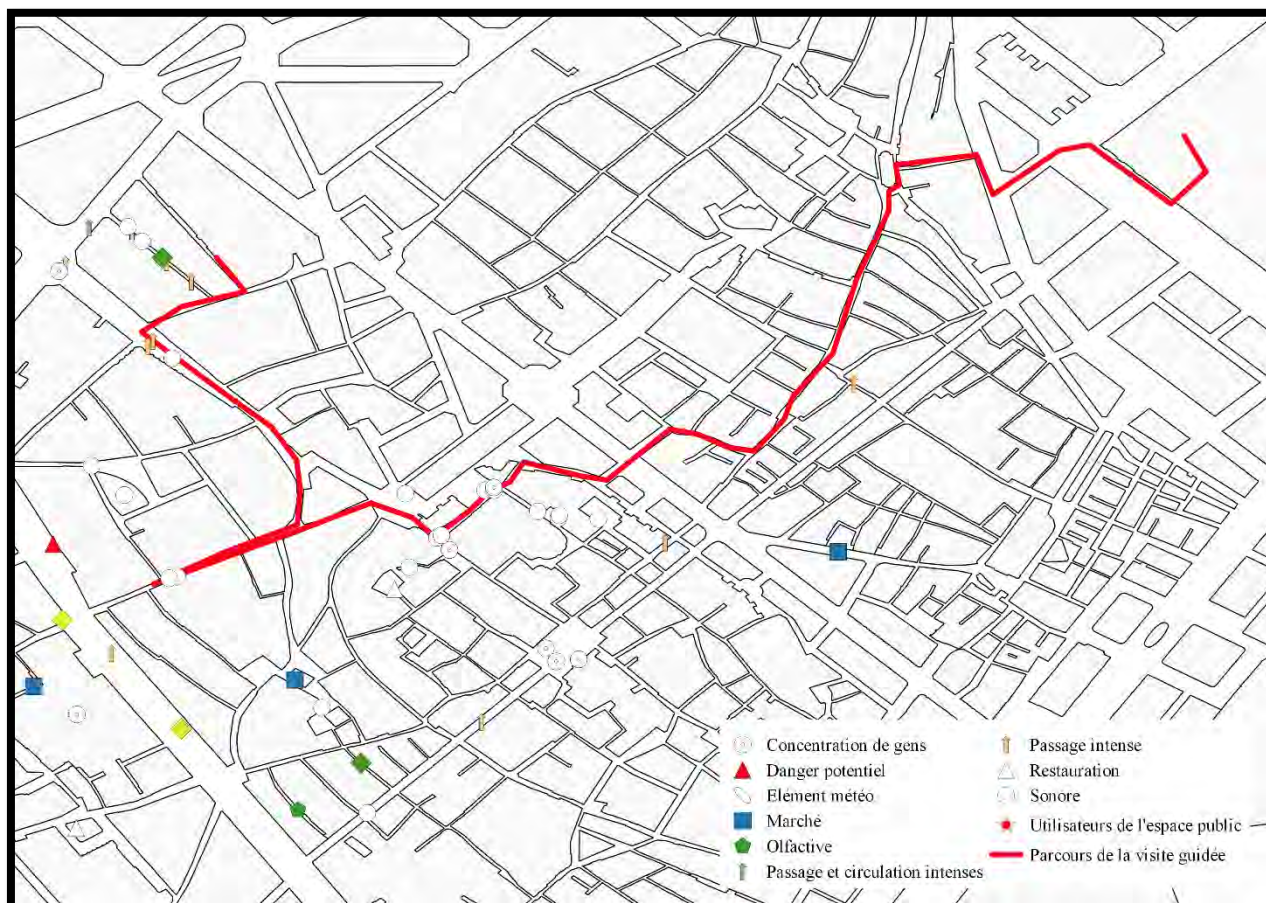 Concentration de gens
Danger potentiel
Elément météo
Marché
Olfactive
Passage et circulation intenses
Passage intense
Restauration
Sonore
Utilisateurs de l'espace public
Parcours de la visite guidée